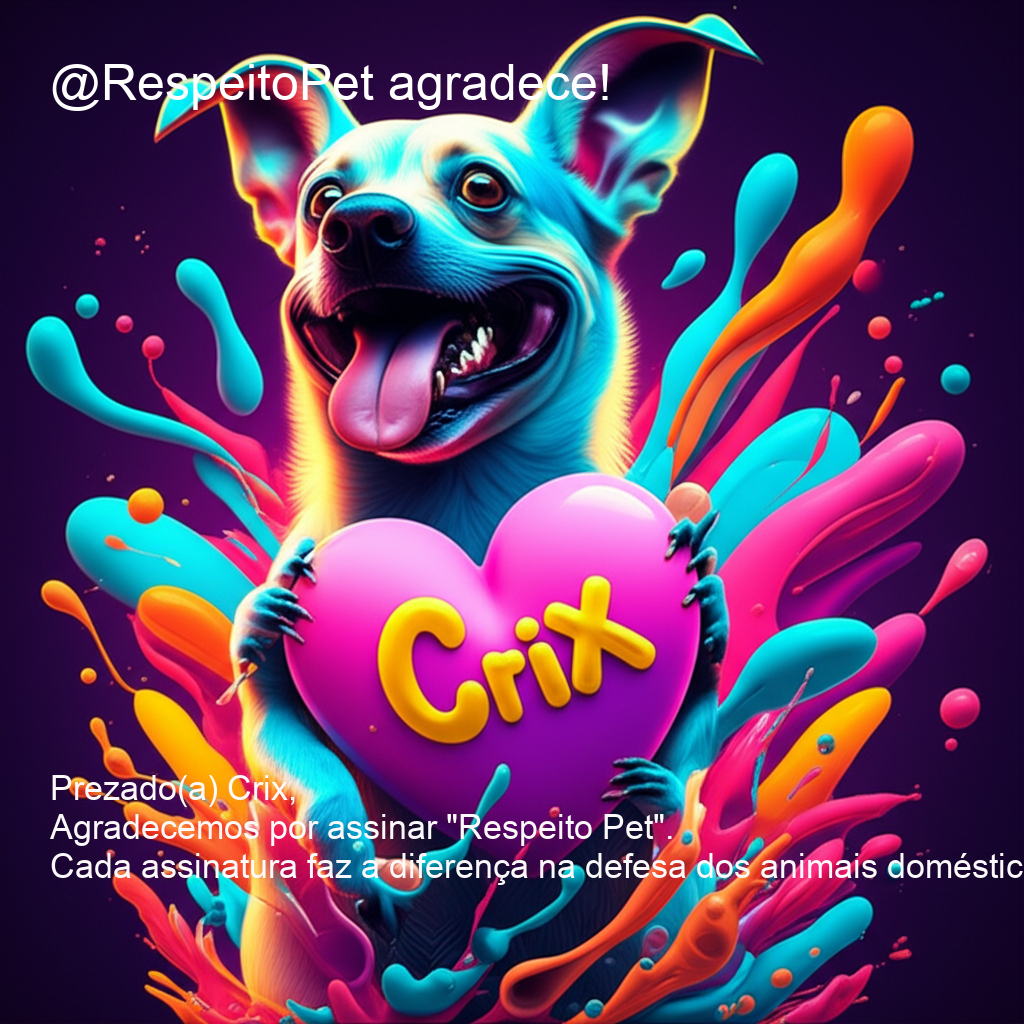 @RespeitoPet agradece!
Crix
Prezado(a) Crix,
Agradecemos por assinar "Respeito Pet".
Cada assinatura faz a diferença na defesa dos animais doméstic